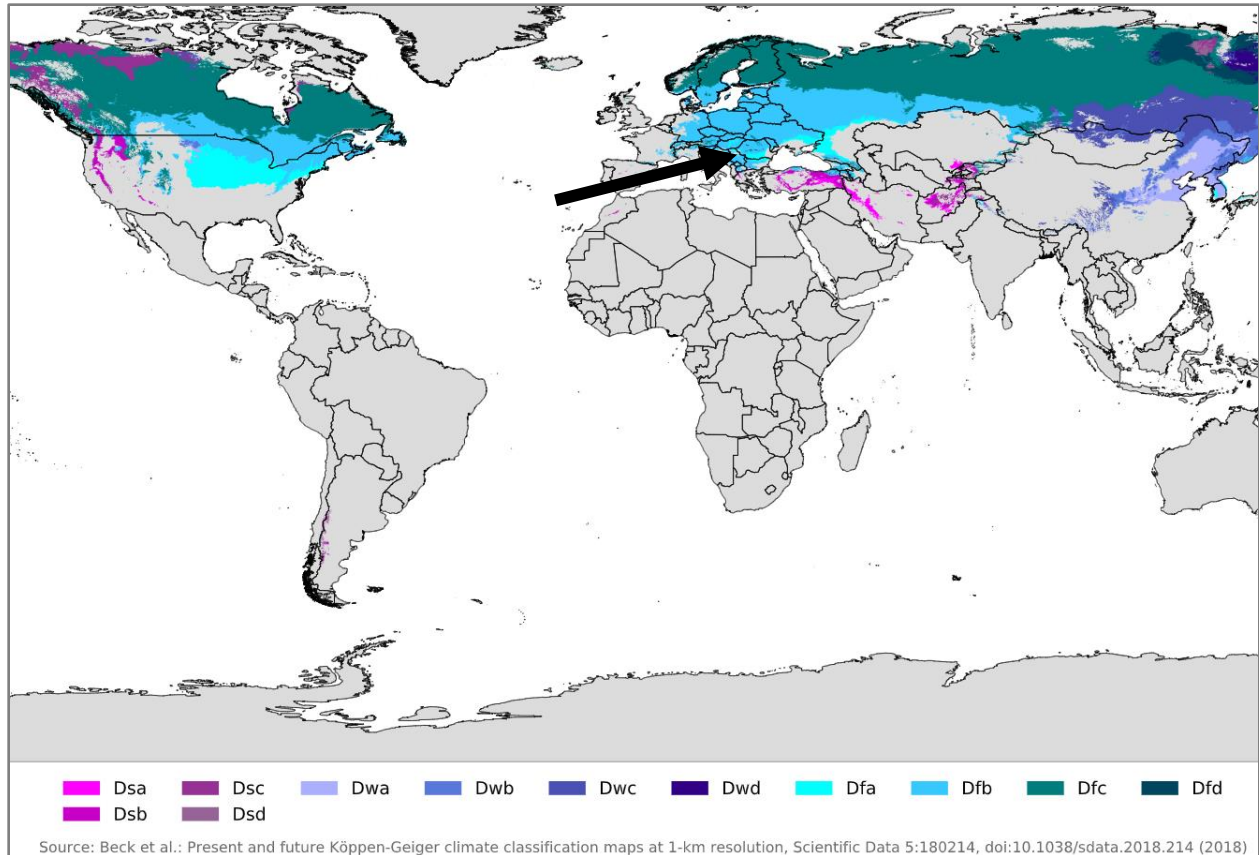 Dsa Dsc Dwa Dwb Dwc Dwd Dfa Dfb Dfc Dfd
Dsb Dsd
Source: Beck et al.: Present and future Köppen-Geiger climate classification maps at 1-km resolution, Scientific Data 5:180214, doi:10.1038/sdata.2018.214 (2018)